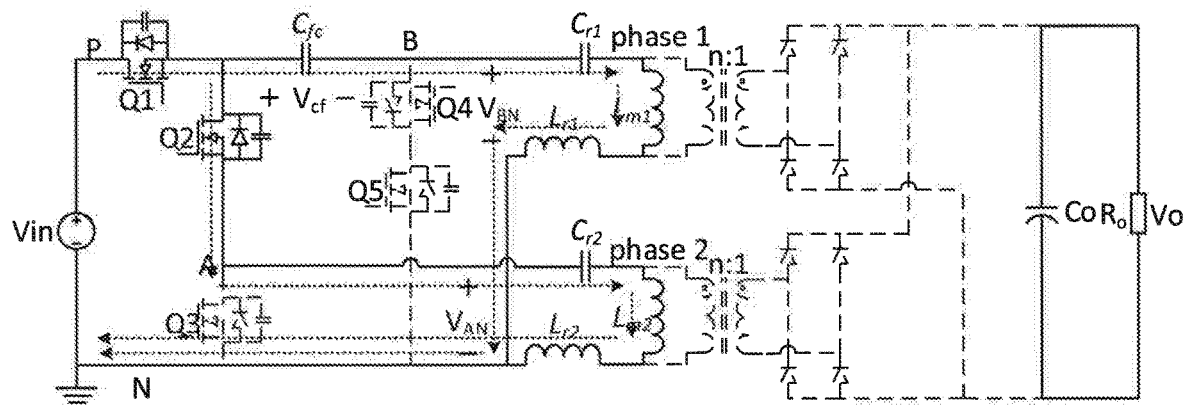 P
Cfc
B
Cr1
phase 1
n:1
Q1
+ Vcf −
Q4
+
VBN
Lm1
Q2
Lr1
+
Q5
Vin
Cr2
phase 2
n:1
Co
Ro
Vo
A
+
Q3
VAN
Lr2
Lm2
−
N